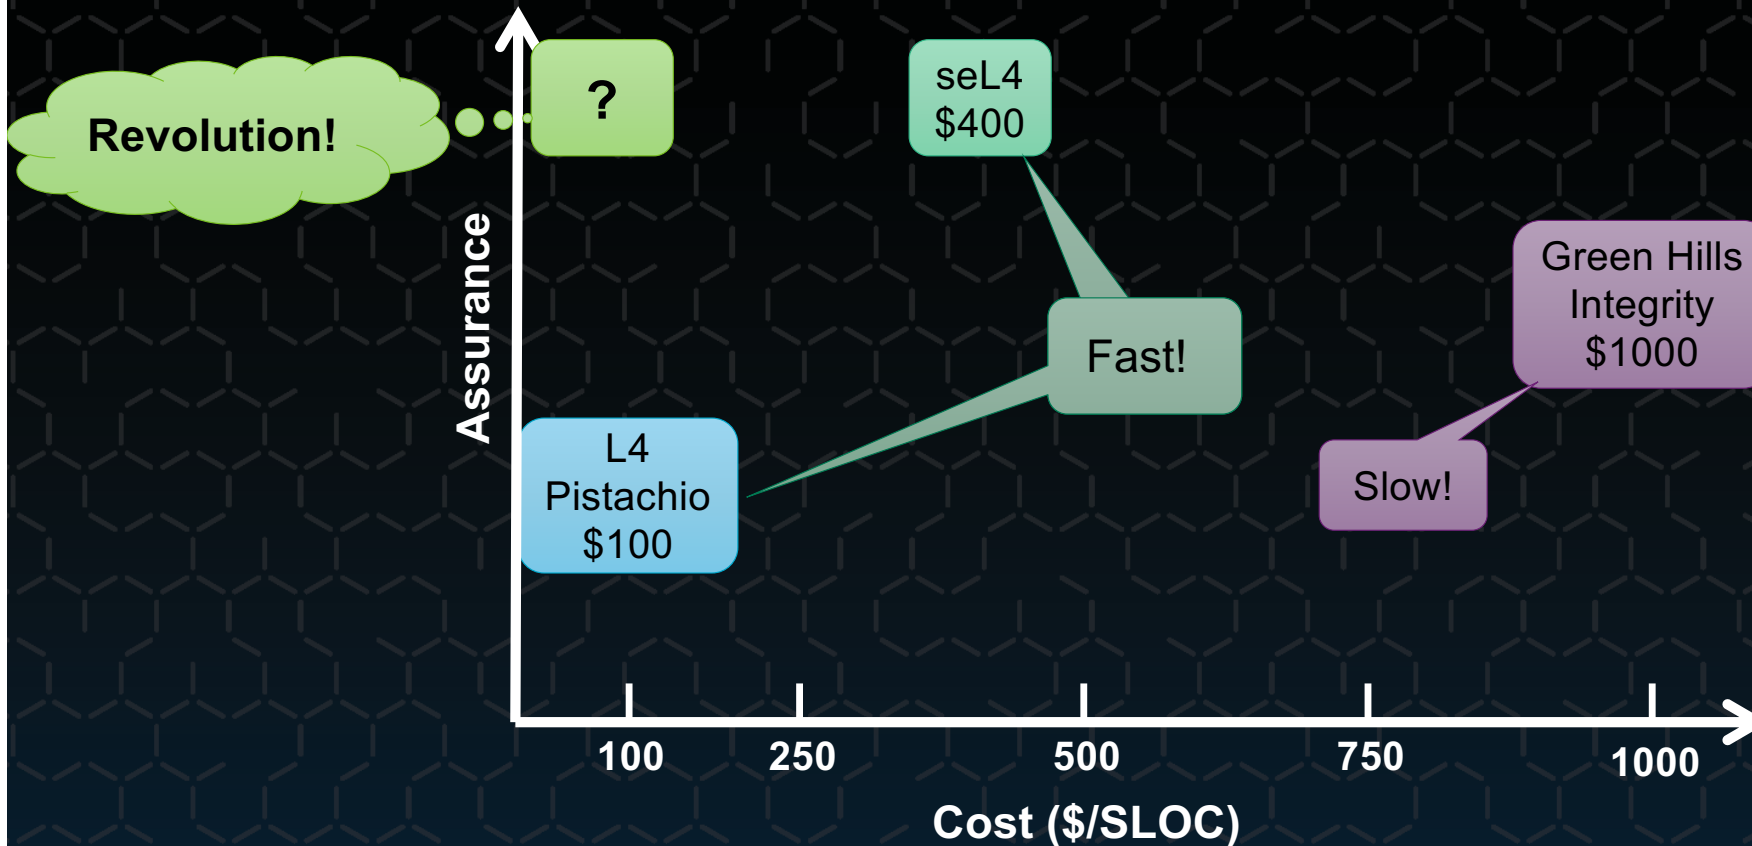 Revolution!
?
seL4
$400
Green Hills
Integrity
$1000
Assurance
Fast!
L4
Pistachio
$100
Slow!
100
250
500
750
1000
Cost ($/SLOC)